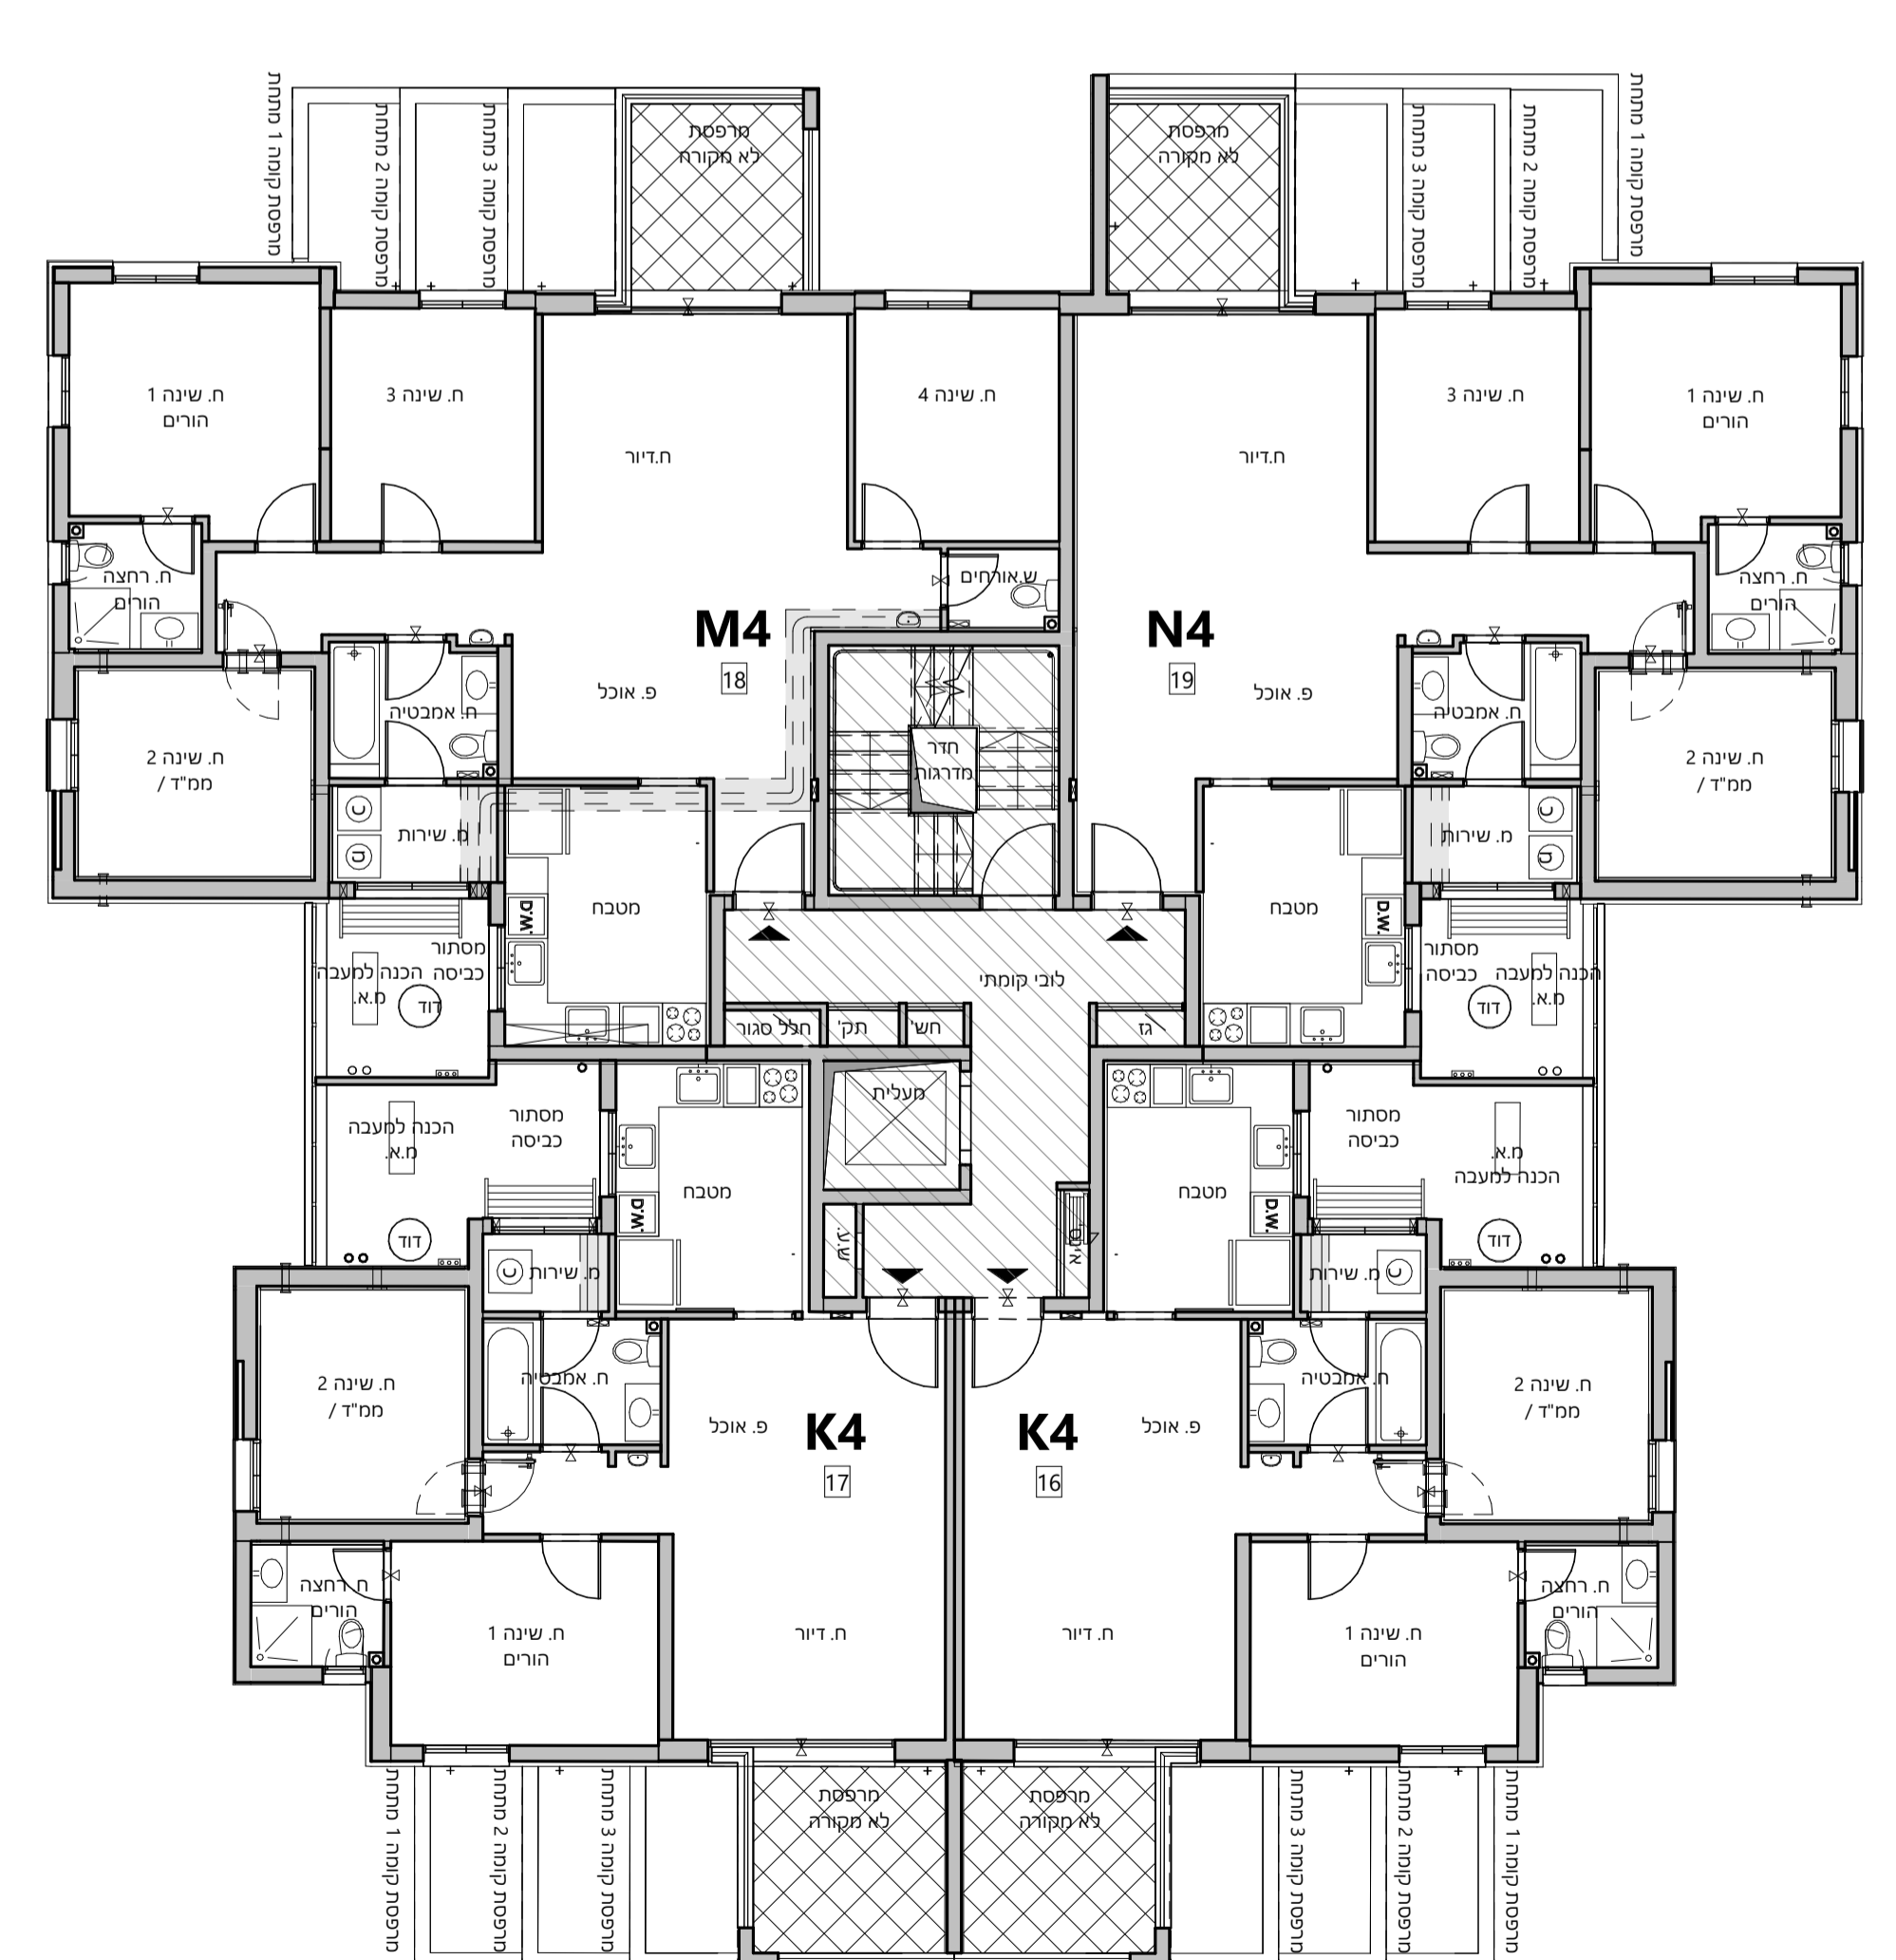 מרפסת קומה 1 מתחת
מרפסת קומה 2 מתחת
מרפסת קומה 3 מתחת
מרפסת
לא מקורה
מרפסת
לא מקורה
מרפסת קומה 3 מתחת
מרפסת קומה 2 מתחת
מרפסת קומה 1 מתחת
ח. שינה 1
הורים
ח. שינה 3
ח.דיור
ח. שינה 4
ח.דיור
ח. שינה 3
ח. שינה 1
הורים
ח. רחצה
הורים
ש.אורחים
ח. רחצה
הורים
M4
18
N4
19
פ. אוכל
פ. אוכל
ח. אמבטיה
ח. אמבטיה
חדר
מדרגות
ח. שינה 2
/ ממ"ד
ח. שינה 2
/ ממ"ד
כ
מ
מ. שירות
מ. שירות
כ
מ
מטבח
D.W.
מטבח
D.W.
מסתור
כביסה
הכנה למעבה
מ.א.
דוד
לובי קומתי
מסתור
כביסה
הכנה למעבה
מ.א.
דוד
חלל סגור
תק'
חש'
גז
מעלית
הכנה למעבה
מ.א.
מסתור
כביסה
מטבח
D.W.
דוד
מטבח
D.W.
מסתור
כביסה
מ.א.
הכנה למעבה
דוד
כ
מ. שירות
מ. שירות
כ
ח. שינה 2
/ ממ"ד
ח. אמבטיה
פ. אוכל
K4
17
K4
16
פ. אוכל
ח. אמבטיה
ח. שינה 2
/ ממ"ד
ח. רחצה
הורים
ח. שינה 1
הורים
ח. דיור
ח. דיור
ח. שינה 1
הורים
ח. רחצה
הורים
מרפסת קומה 1 מתחת
מרפסת קומה 2 מתחת
מרפסת קומה 3 מתחת
מרפסת
לא מקורה
מרפסת
לא מקורה
מרפסת קומה 3 מתחת
מרפסת קומה 2 מתחת
מרפסת קומה 1 מתחת